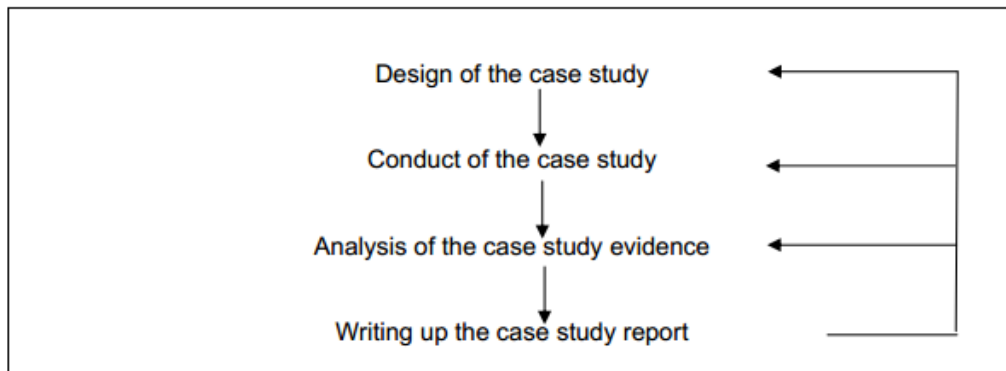 Design of the case study
Conduct of the case study
Analysis of the case study evidence
Writing up the case study report